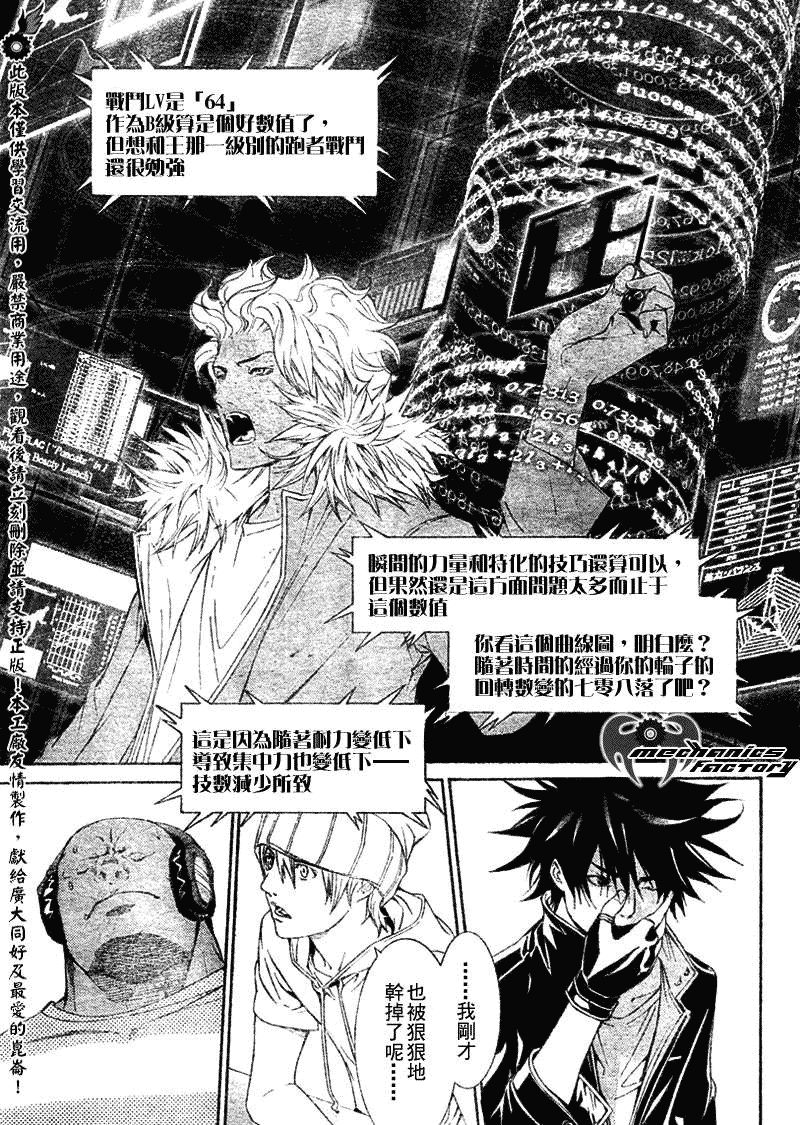 戰鬥LV是「64」
作為B級算是個好數值了，
但想和王那一級別的跑者戰鬥
還很勉強
Success
0.73313
0.73326
LAC [ "Pascale" in ]
Bounty Launch]
瞬間的力量和特化的技巧還算可以，
但果然還是這方面問題太多而止于
這個數值
你看這個曲線圖，明白麼？
隨著時間的經過你的輪子的
回轉數變的七零八落了吧？
這是因為隨著耐力變低下
導致集中力也變低下——
技數減少所致
mechanics
factory
……我剛才
也被狠狠地
幹掉了呢……
此版本僅供學習交流用，嚴禁商業用途，觀看後請立刻刪除並請支持正版！本工廠友情製作，獻給廣大同好及最愛的崑崙！